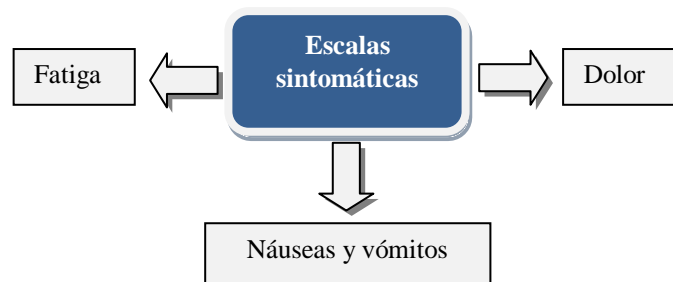 Escalas
sintomáticas
Fatiga
Dolor
Náuseas y vómitos